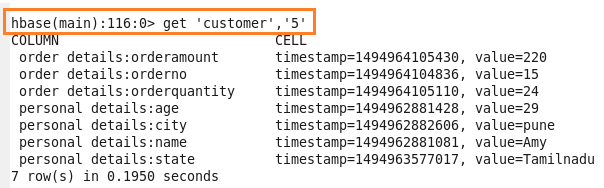 hbase(main):116:0> get 'customer','5'
COLUMN CELL
order details:orderamount timestamp=1494964105430, value=220
order details:orderno timestamp=1494964104836, value=15
order details:orderquantity timestamp=1494964105110, value=24
personal details:age timestamp=1494962881428, value=29
personal details:city timestamp=1494962882606, value=pune
personal details:name timestamp=1494962881081, value=Amy
personal details:state timestamp=1494963577017, value=Tamilnadu
7 row(s) in 0.1950 seconds